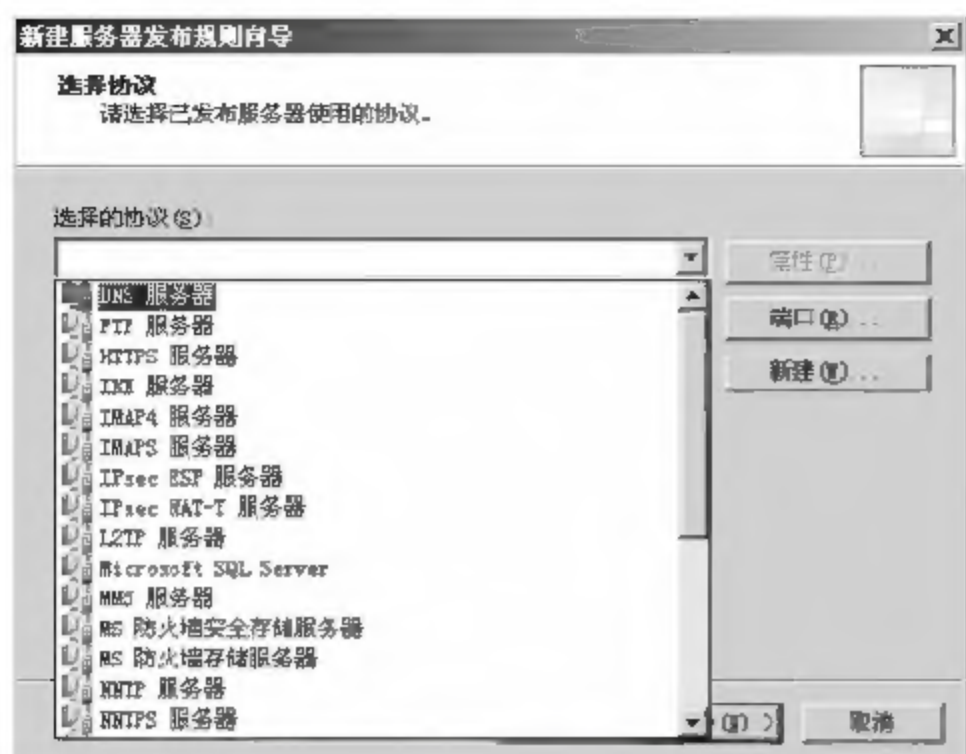 新建服务器发布规则向导
选择协议
请选择已发布服务器使用的协议。
选择的协议(S)
属性(P)...
DNS 服务器
端口(R)...
FTP 服务器
HTTPS 服务器
新建(W)...
IKE 服务器
IMAP4 服务器
IMAPS 服务器
IPsec ESP 服务器
IPsec NAT-T 服务器
L2TP 服务器
Microsoft SQL Server
MMS 服务器
MS 防火墙安全存储服务器
MS 防火墙存储服务器
NNTP 服务器
NNTPS 服务器
(N) >
取消